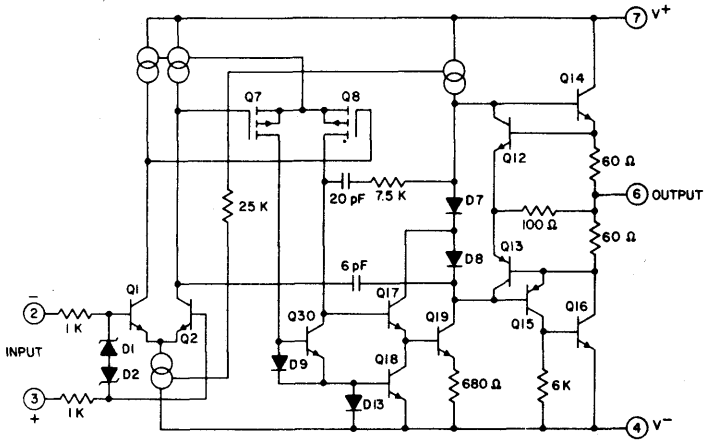 7 V+
Q14
Q7 Q8
Q12
60 Ω
6 OUTPUT
25 K
20 pF 7.5 K
D7
100 Ω
60 Ω
D8
Q13
6 pF
Q1
Q17
− 2
1 K
Q2
Q30
Q19
Q15
Q16
INPUT
D1
D9
Q18
D2
680 Ω
6 K
3 +
1 K
D13
4 V−